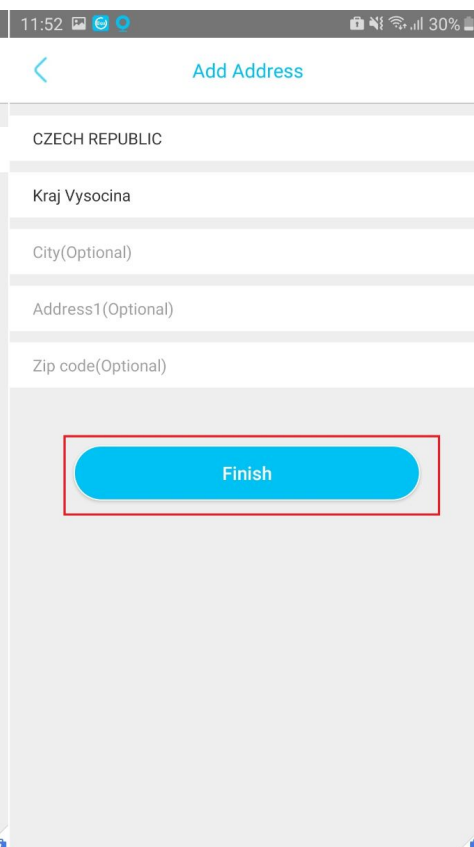 11:52 30%
Add Address
CZECH REPUBLIC
Kraj Vysocina
City(Optional)
Address1(Optional)
Zip code(Optional)
Finish